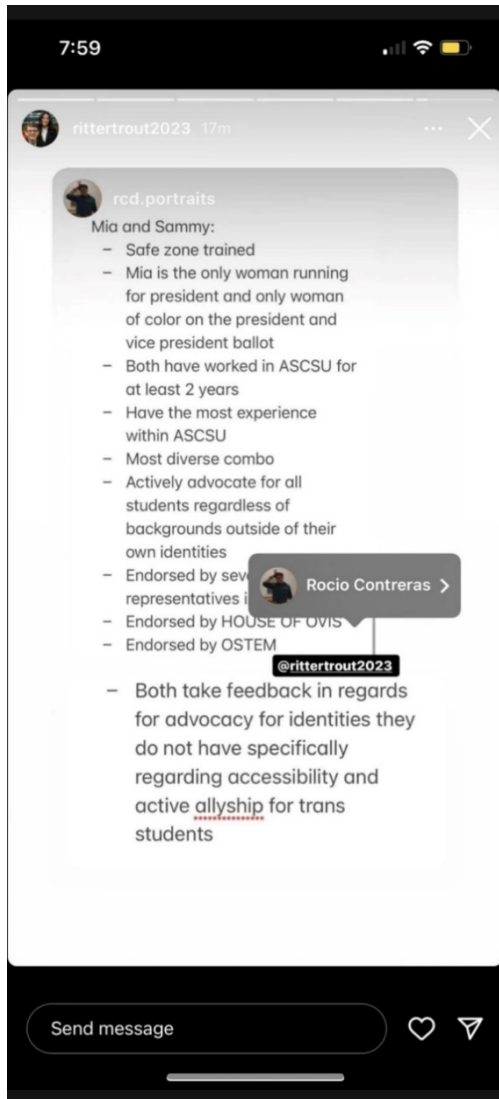 7:59
rittertrout2023 17m
rcd.portraits
Mia and Sammy:
- Safe zone trained
- Mia is the only woman running
for president and only woman
of color on the president and
vice president ballot
- Both have worked in ASCSU for
at least 2 years
- Have the most experience
within ASCSU
- Most diverse combo
- Actively advocate for all
students regardless of
backgrounds outside of their
own identities
- Endorsed by
representatives
Rocio Contreras
- Endorsed by HOUSE OF OVIS
- Endorsed by OSTEM
@rittertrout2023
- Both take feedback in regards
for advocacy for identities they
do not have specifically
regarding accessibility and
active allyship for trans
students
Send message